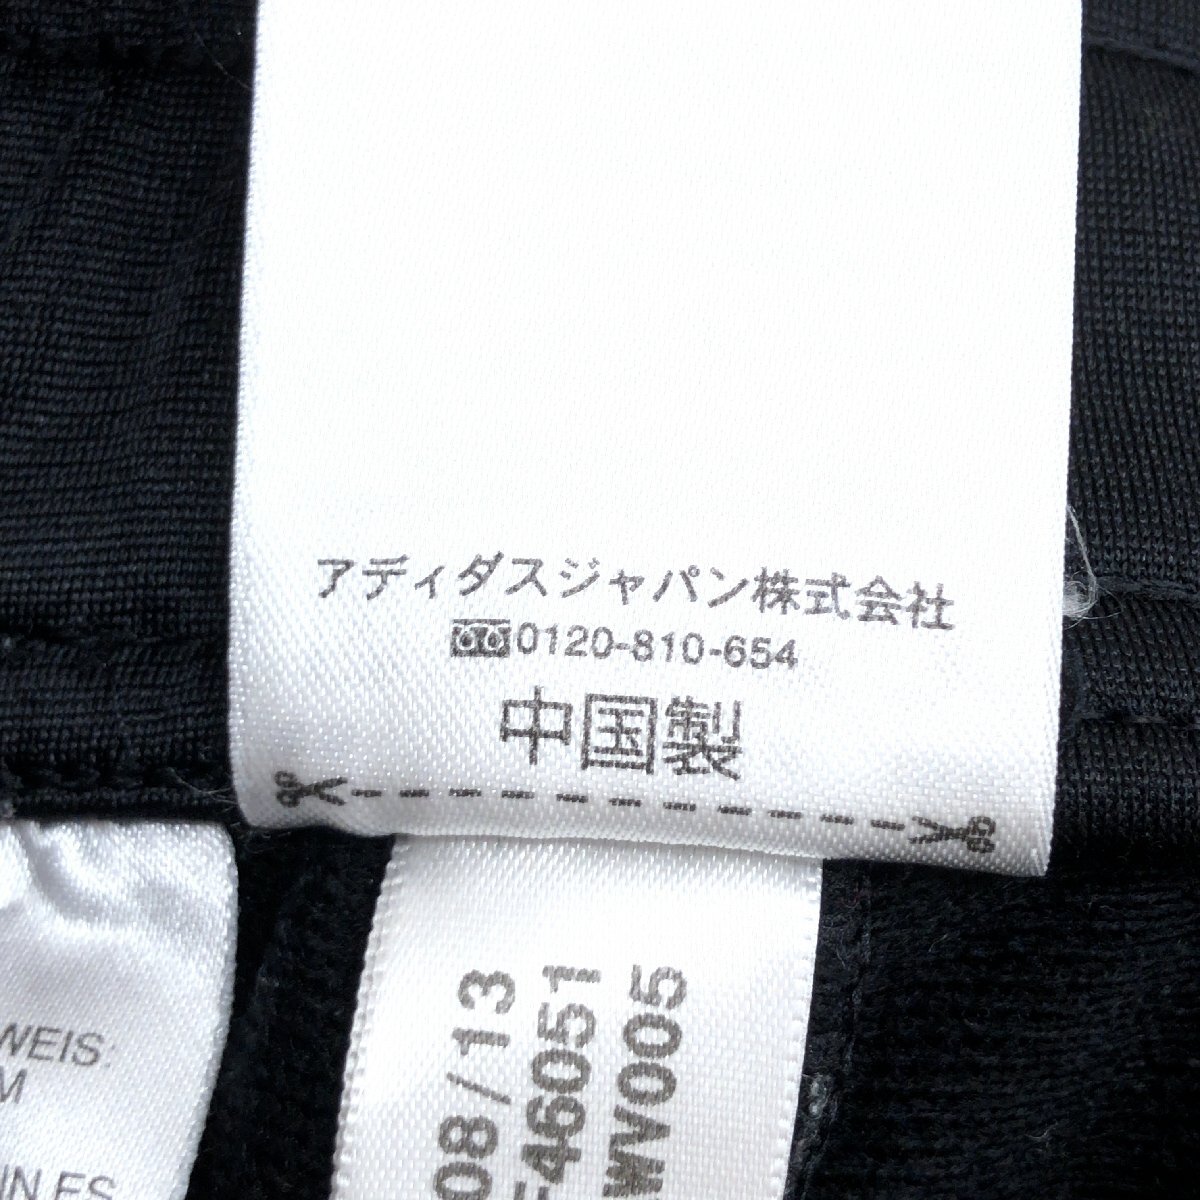 アディダスジャパン株式会社
0120-810-654
中国製
08/13
F46051
WV005
WEIS:
M
IN ES